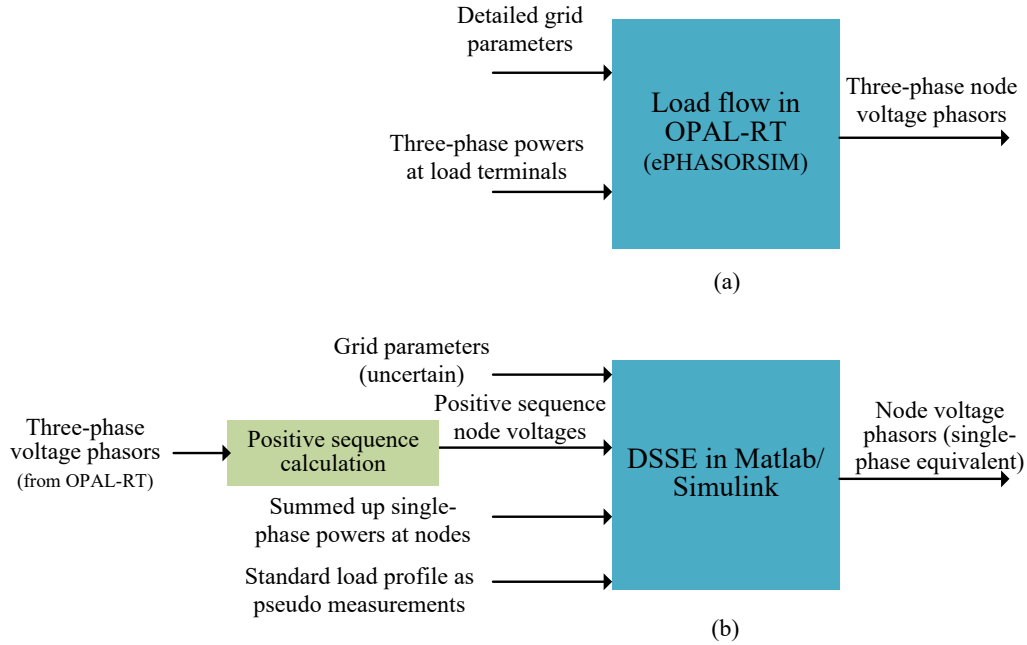 Detailed grid
parameters
Three-phase powers
at load terminals
Load flow in
OPAL-RT
(ePHASORSIM)
Three-phase node
voltage phasors
(a)
Three-phase
voltage phasors
(from OPAL-RT)
Positive sequence
calculation
Grid parameters
(uncertain)
Positive sequence
node voltages
Summed up single-
phase powers at nodes
Standard load profile as
pseudo measurements
DSSE in Matlab/
Simulink
Node voltage
phasors (single-
phase equivalent)
(b)